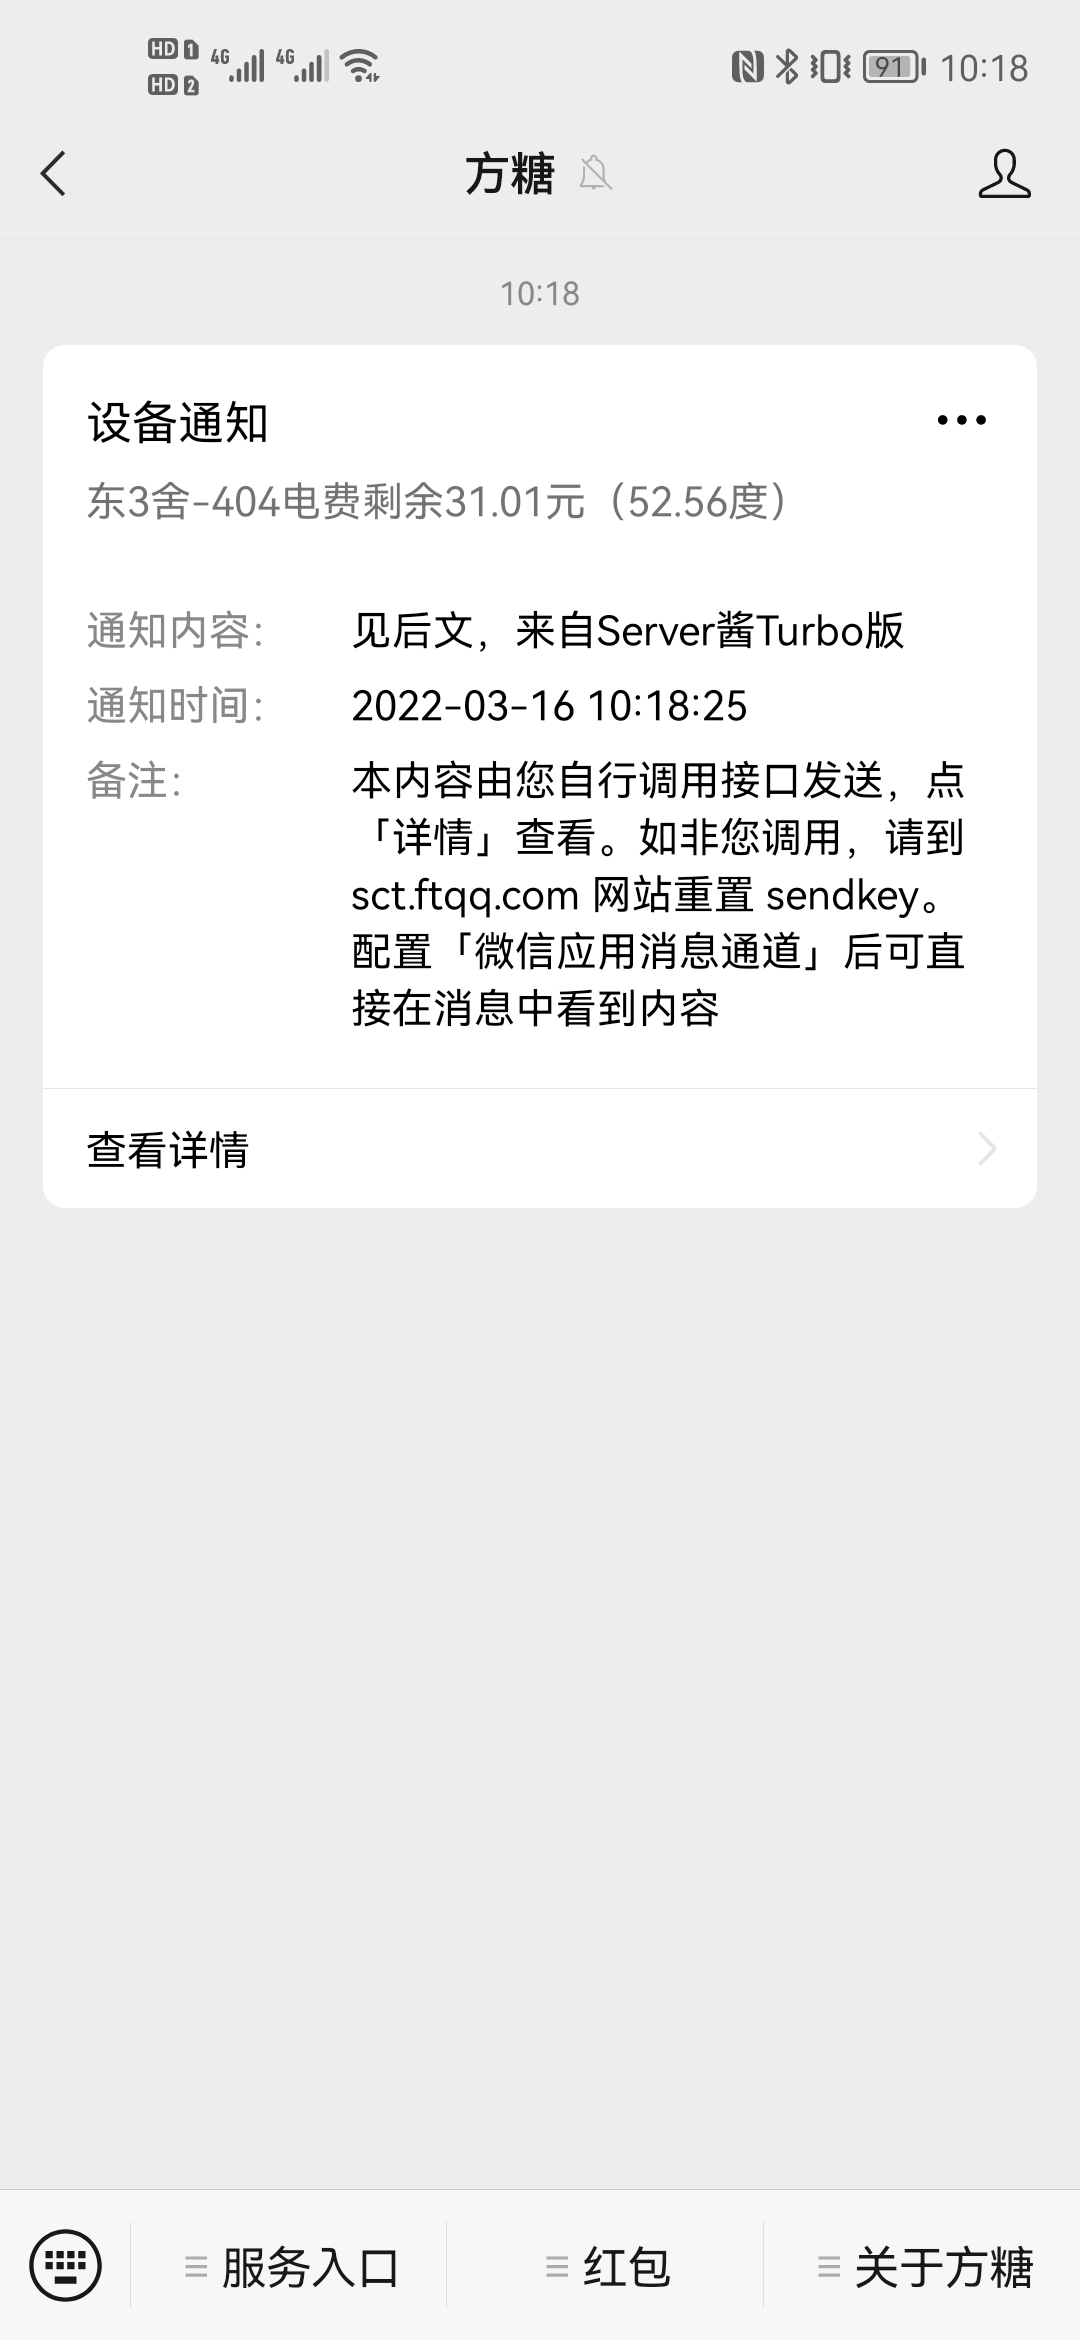 HD 1 4G 4G
HD 2
91 10:18
方糖
10:18
设备通知
东3舍-404电费剩余31.01元（52.56度）
通知内容： 见后文，来自Server酱Turbo版
通知时间： 2022-03-16 10:18:25
备注： 本内容由您自行调用接口发送，点
「详情」查看。如非您调用，请到
sct.ftqq.com 网站重置 sendkey。
配置「微信应用消息通道」后可直
接在消息中看到内容
查看详情
服务入口
红包
关于方糖